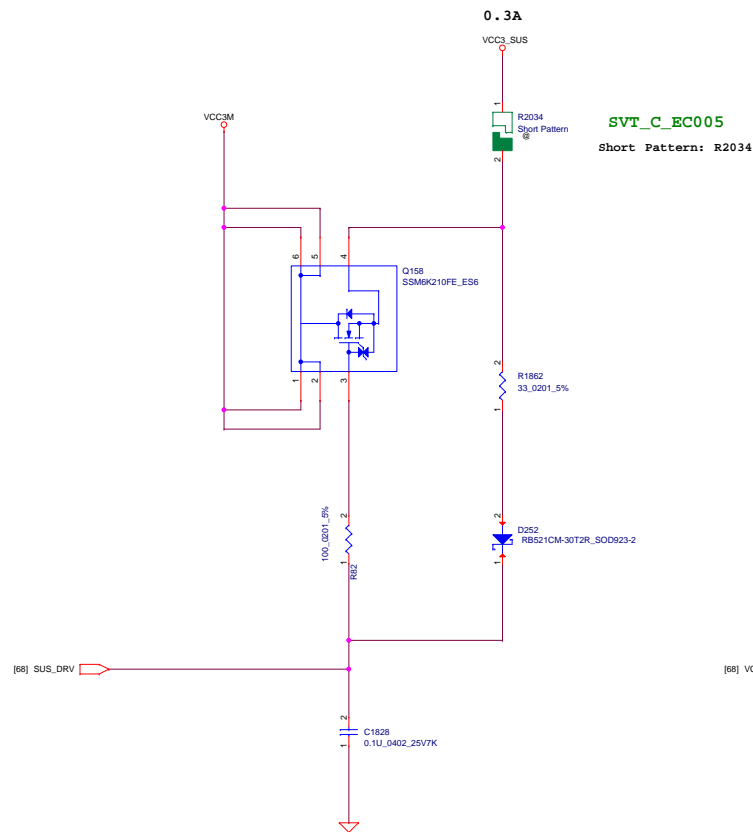 0.3A
VCC3_SUS
1
R2034
Short Pattern
@
2
SVT_C_EC005
Short Pattern: R2034
VCC3M
6
5
4
Q158
SSM6K210FE_ES6
1
2
3
2
R1862
33_0201_5%
1
2
100_0201_5%
1
R82
2
D252
RB521CM-30T2R_SOD923-2
1
[68] SUS_DRV
[68] VC
2
C1828
0.1U_0402_25V7K
1